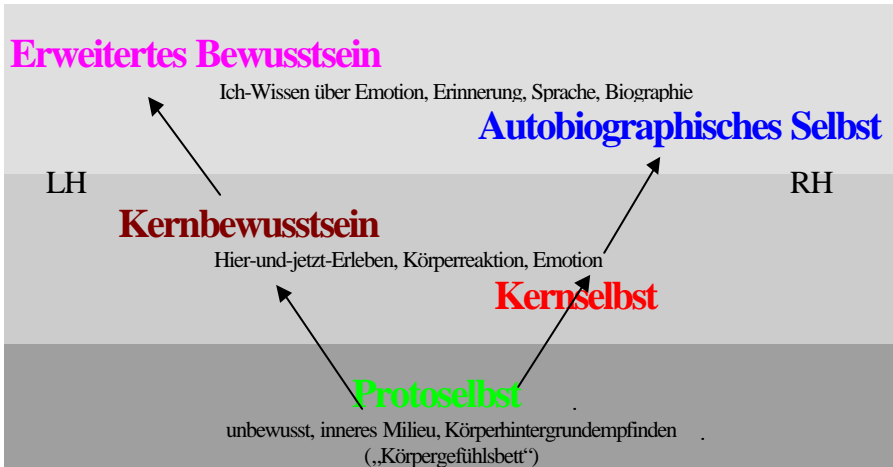 Erweitertes Bewusstsein
Ich-Wissen über Emotion, Erinnerung, Sprache, Biographie
Autobiographisches Selbst
LH
RH
Kernbewusstsein
Hier-und-jetzt-Erleben, Körperreaktion, Emotion
Kernselbst
Protoselbst
unbewusst, inneres Milieu, Körperhintergrundempfinden
(„Körpergefühlsbett“)